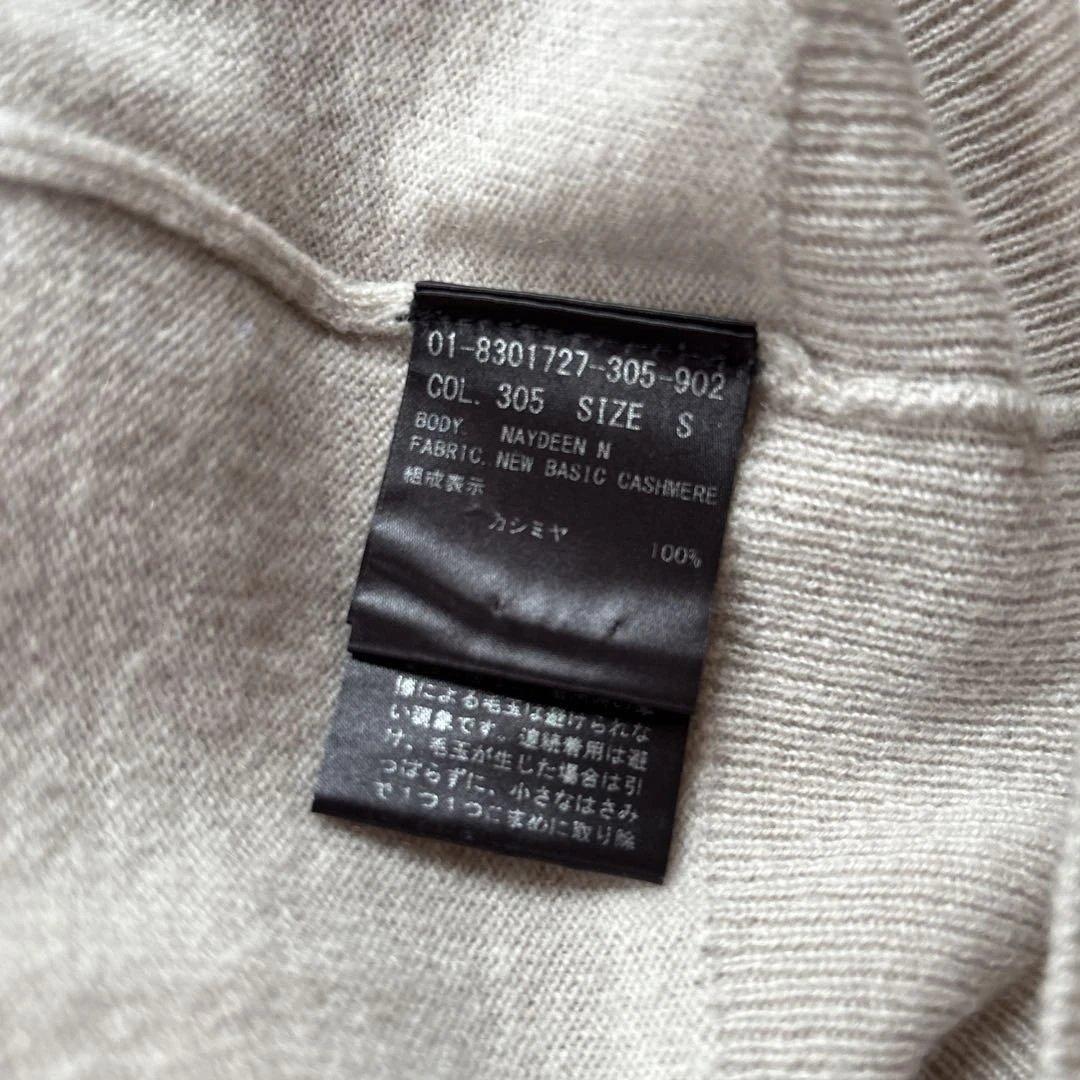 01-8301727-305-902
COL. 305 SIZE S
BODY. NAYDEEN N
FABRIC. NEW BASIC CASHMERE
組成表示
カシミヤ 100%
擦による毛玉は避けられな
い現象です。連続着用は避
け、毛玉が生じた場合は引
っぱらずに、小さなはさみ
で1つ1つこまめに取り除